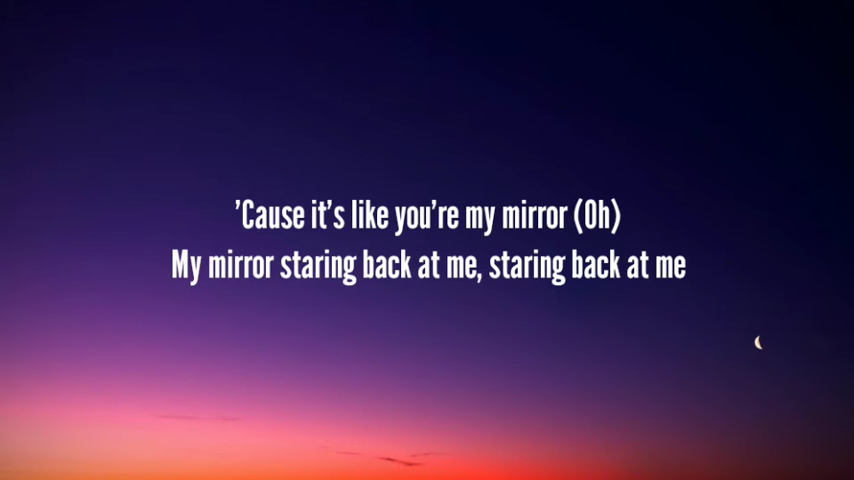 ’Cause it’s like you’re my mirror (Oh)
My mirror staring back at me, staring back at me